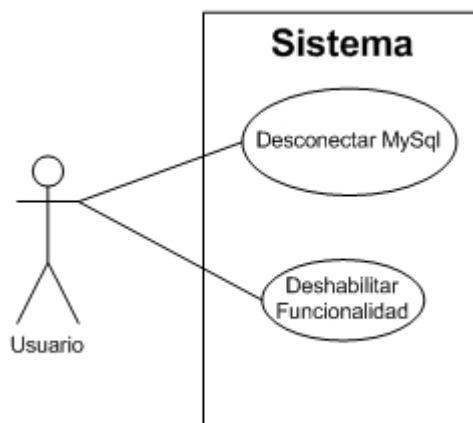 Sistema
Desconectar MySql
Deshabilitar
Funcionalidad
Usuario